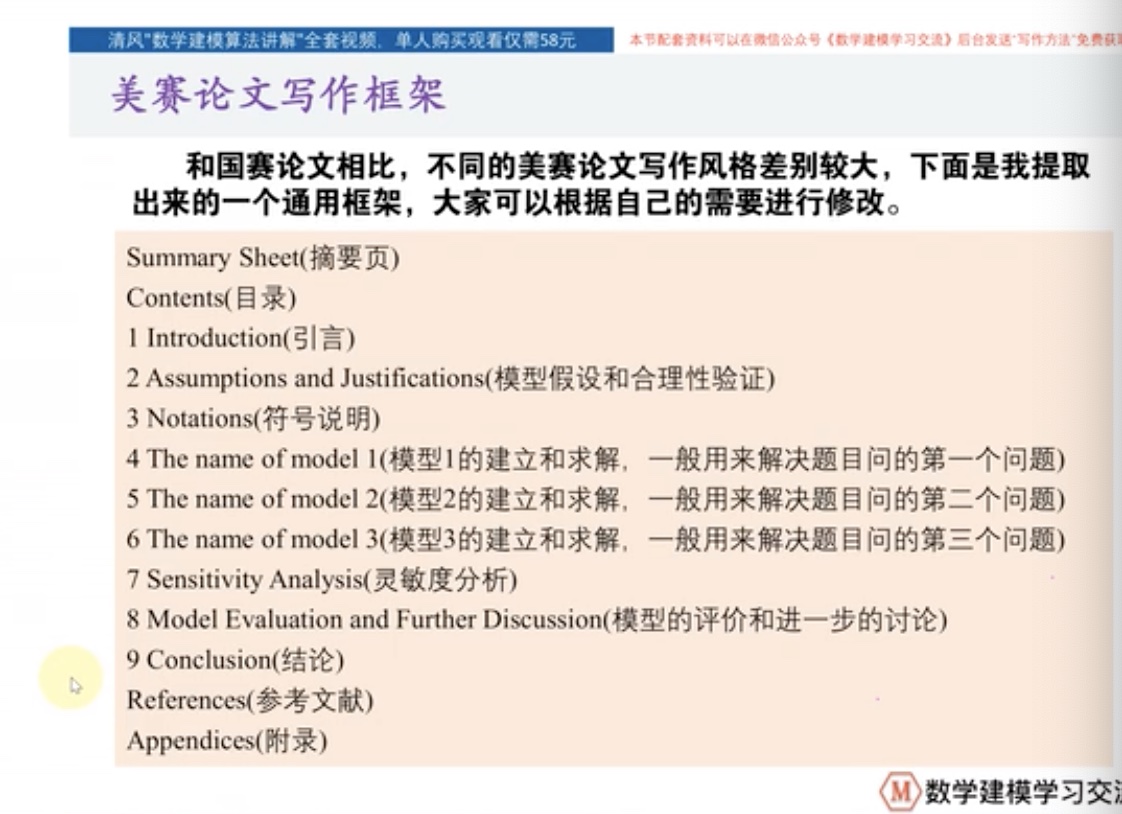 清风"数学建模算法讲解"全套视频，单人购买观看仅需58元
本节配套资料可以在微信公众号《数学建模学习交流》后台发送"写作方法"免费获
美赛论文写作框架
和国赛论文相比，不同的美赛论文写作风格差别较大，下面是我提取
出来的一个通用框架，大家可以根据自己的需要进行修改。
Summary Sheet(摘要页)
Contents(目录)
1 Introduction(引言)
2 Assumptions and Justifications(模型假设和合理性验证)
3 Notations(符号说明)
4 The name of model 1(模型1的建立和求解，一般用来解决题目问的第一个问题)
5 The name of model 2(模型2的建立和求解，一般用来解决题目问的第二个问题)
6 The name of model 3(模型3的建立和求解，一般用来解决题目问的第三个问题)
7 Sensitivity Analysis(灵敏度分析)
8 Model Evaluation and Further Discussion(模型的评价和进一步的讨论)
9 Conclusion(结论)
References(参考文献)
Appendices(附录)
M 数学建模学习交